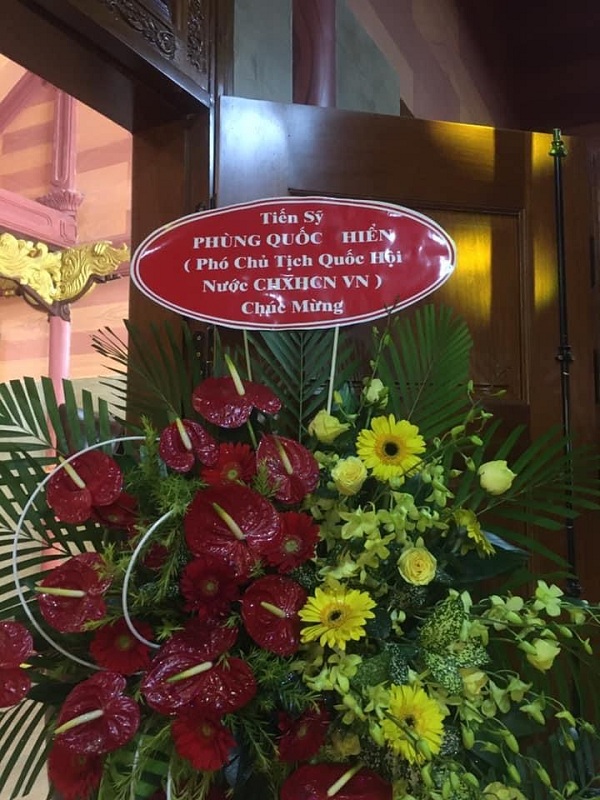 Tiến Sỹ
PHÙNG QUỐC HIỂN
( Phó Chủ Tịch Quốc Hội
Nước CHXHCN VN )
Chúc Mừng